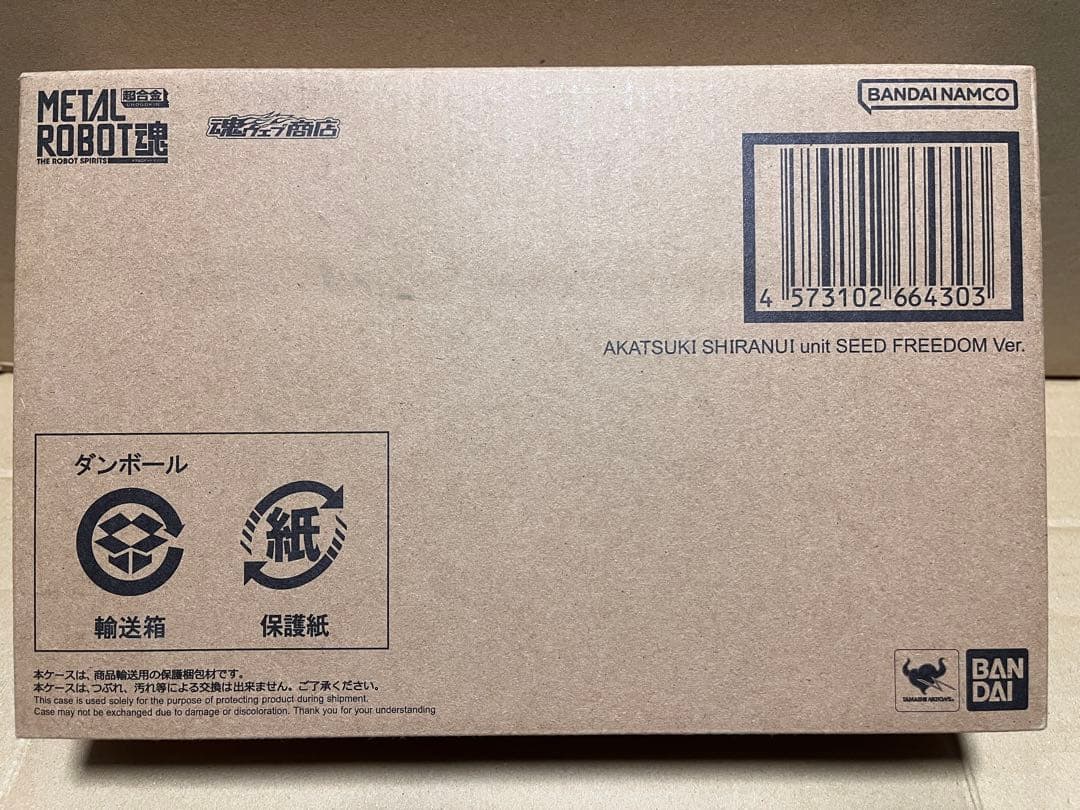 METAL 超合金
CHOGOKIN
ROBOT魂
THE ROBOT SPIRITS
魂ウェブ商店
BANDAI NAMCO
4 573102 664303
AKATSUKI SHIRANUI unit SEED FREEDOM Ver.
ダンボール
紙
輸送箱
保護紙
本ケースは、商品輸送用の保護梱包材です。
本ケースは、つぶれ、汚れ等による交換は出来ません。ご了承ください。
This case is used solely for the purpose of protecting product during shipment.
Case may not be exchanged due to damage or discoloration. Thank you for your understanding
TAMASHII NATIONS
BAN
DAI